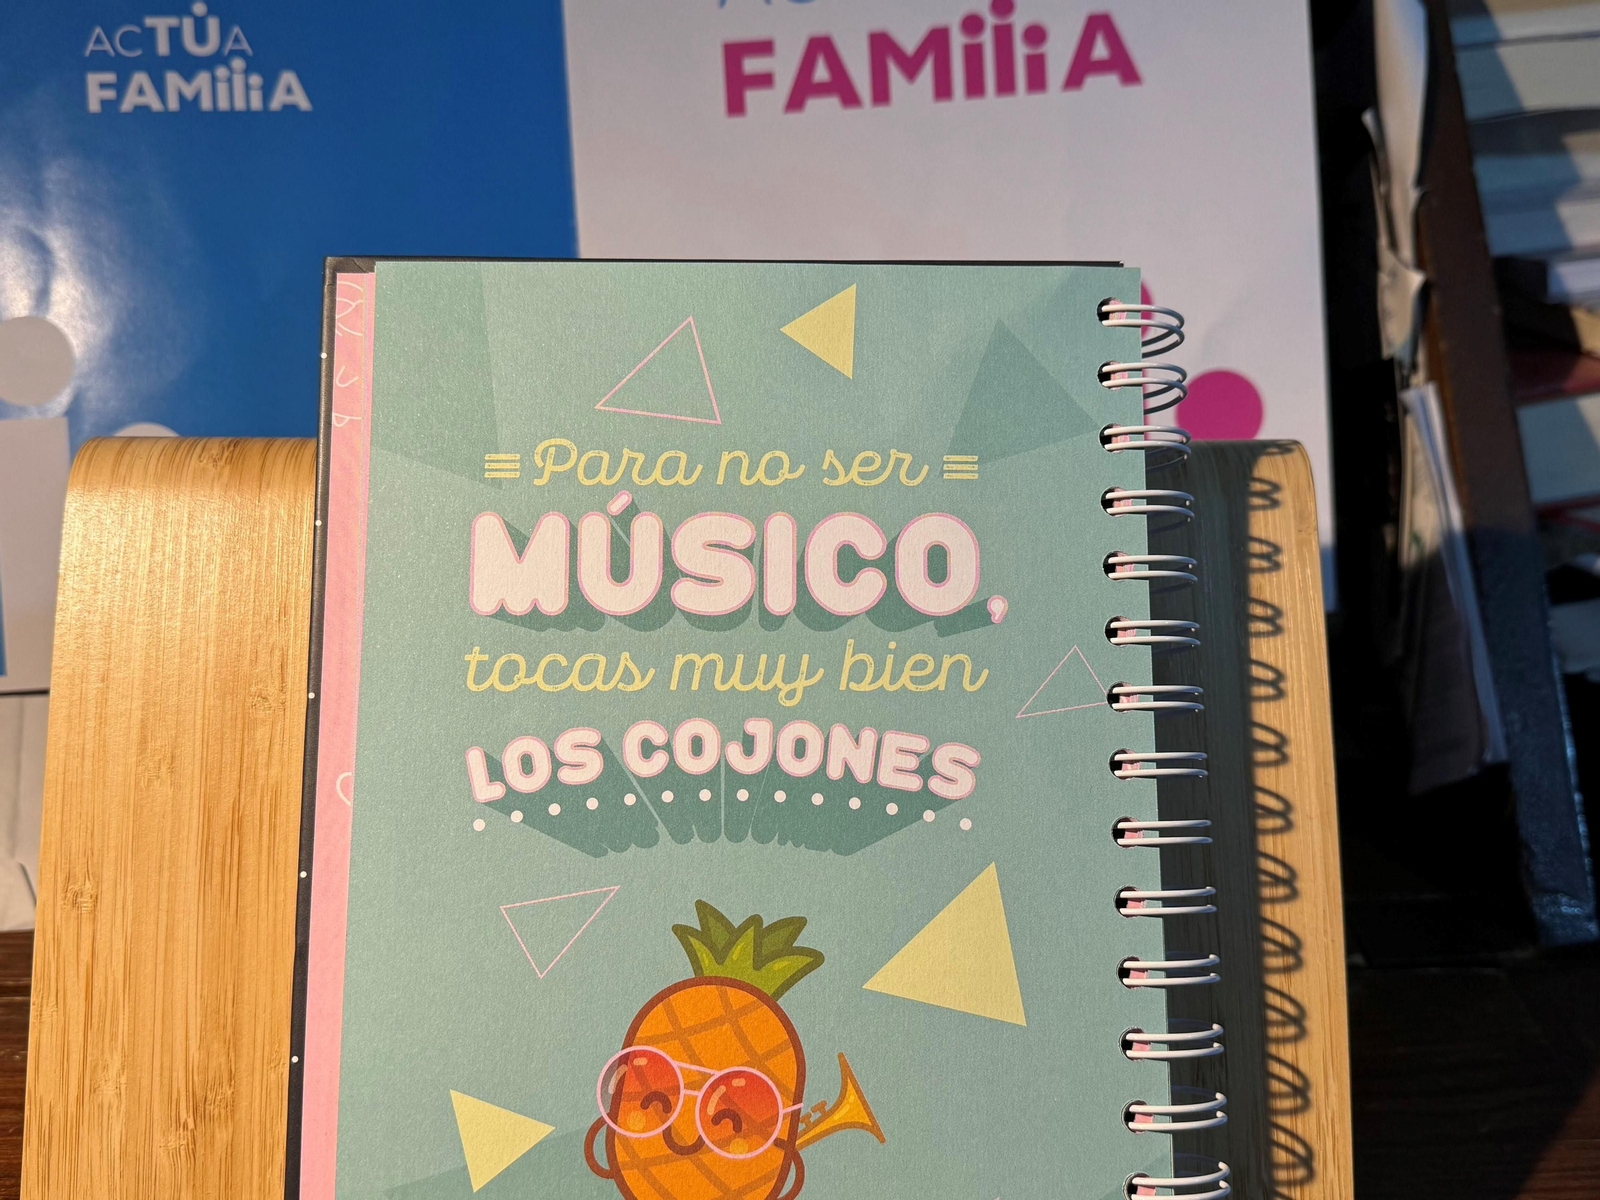 ACTÚA
FAMILIA
FAMILIA
Para no ser
MÚSICO,
tocas muy bien
LOS COJONES